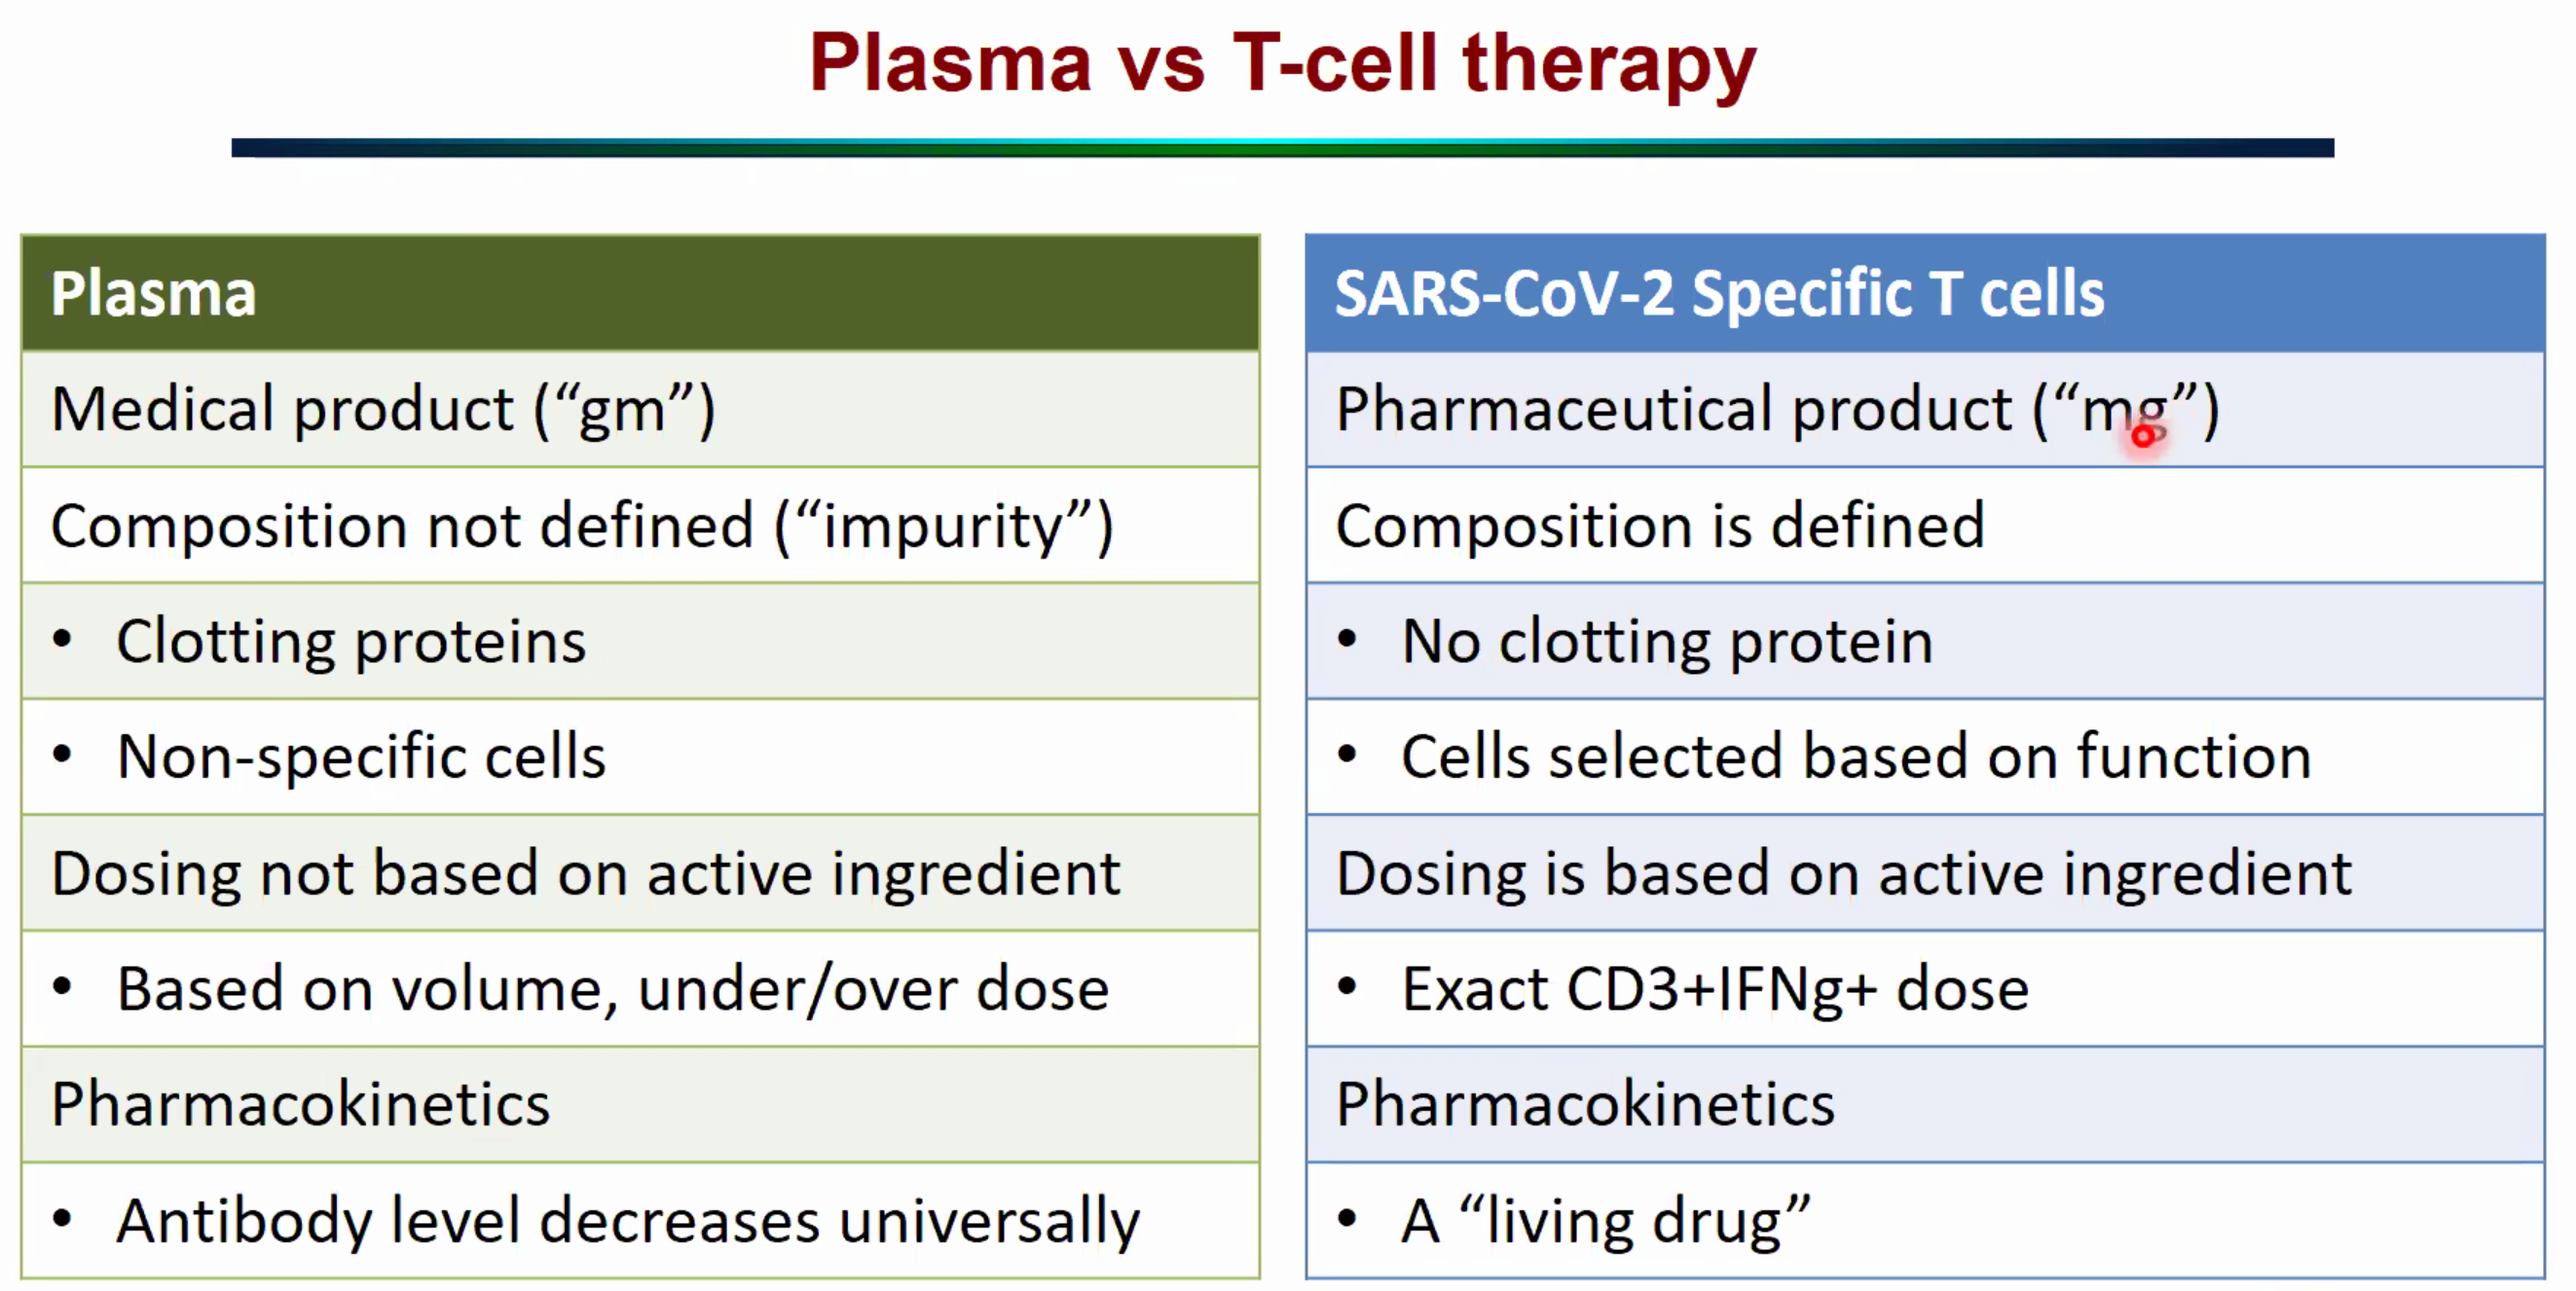 Plasma vs T-cell therapy
Plasma
Medical product (“gm”)
Composition not defined (“impurity”)
• Clotting proteins
• Non-specific cells
Dosing not based on active ingredient
• Based on volume, under/over dose
Pharmacokinetics
• Antibody level decreases universally
SARS-CoV-2 Specific T cells
Pharmaceutical product (“mg”)
Composition is defined
• No clotting protein
• Cells selected based on function
Dosing is based on active ingredient
• Exact CD3+IFNg+ dose
Pharmacokinetics
• A “living drug”